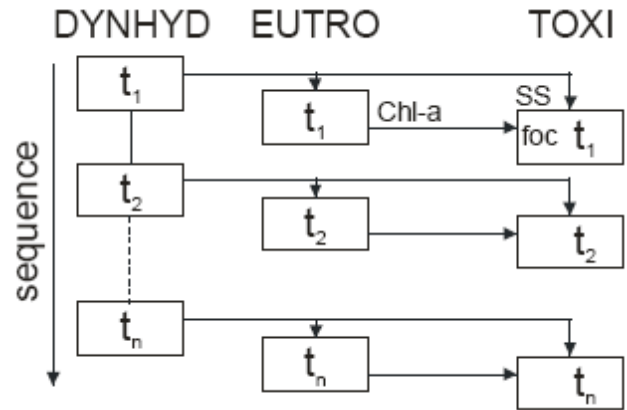 DYNHYD EUTRO TOXI
t₁
t₁
Chl-a
SS
foc t₁
sequence
t₂
t₂
t₂
tₙ
tₙ
tₙ